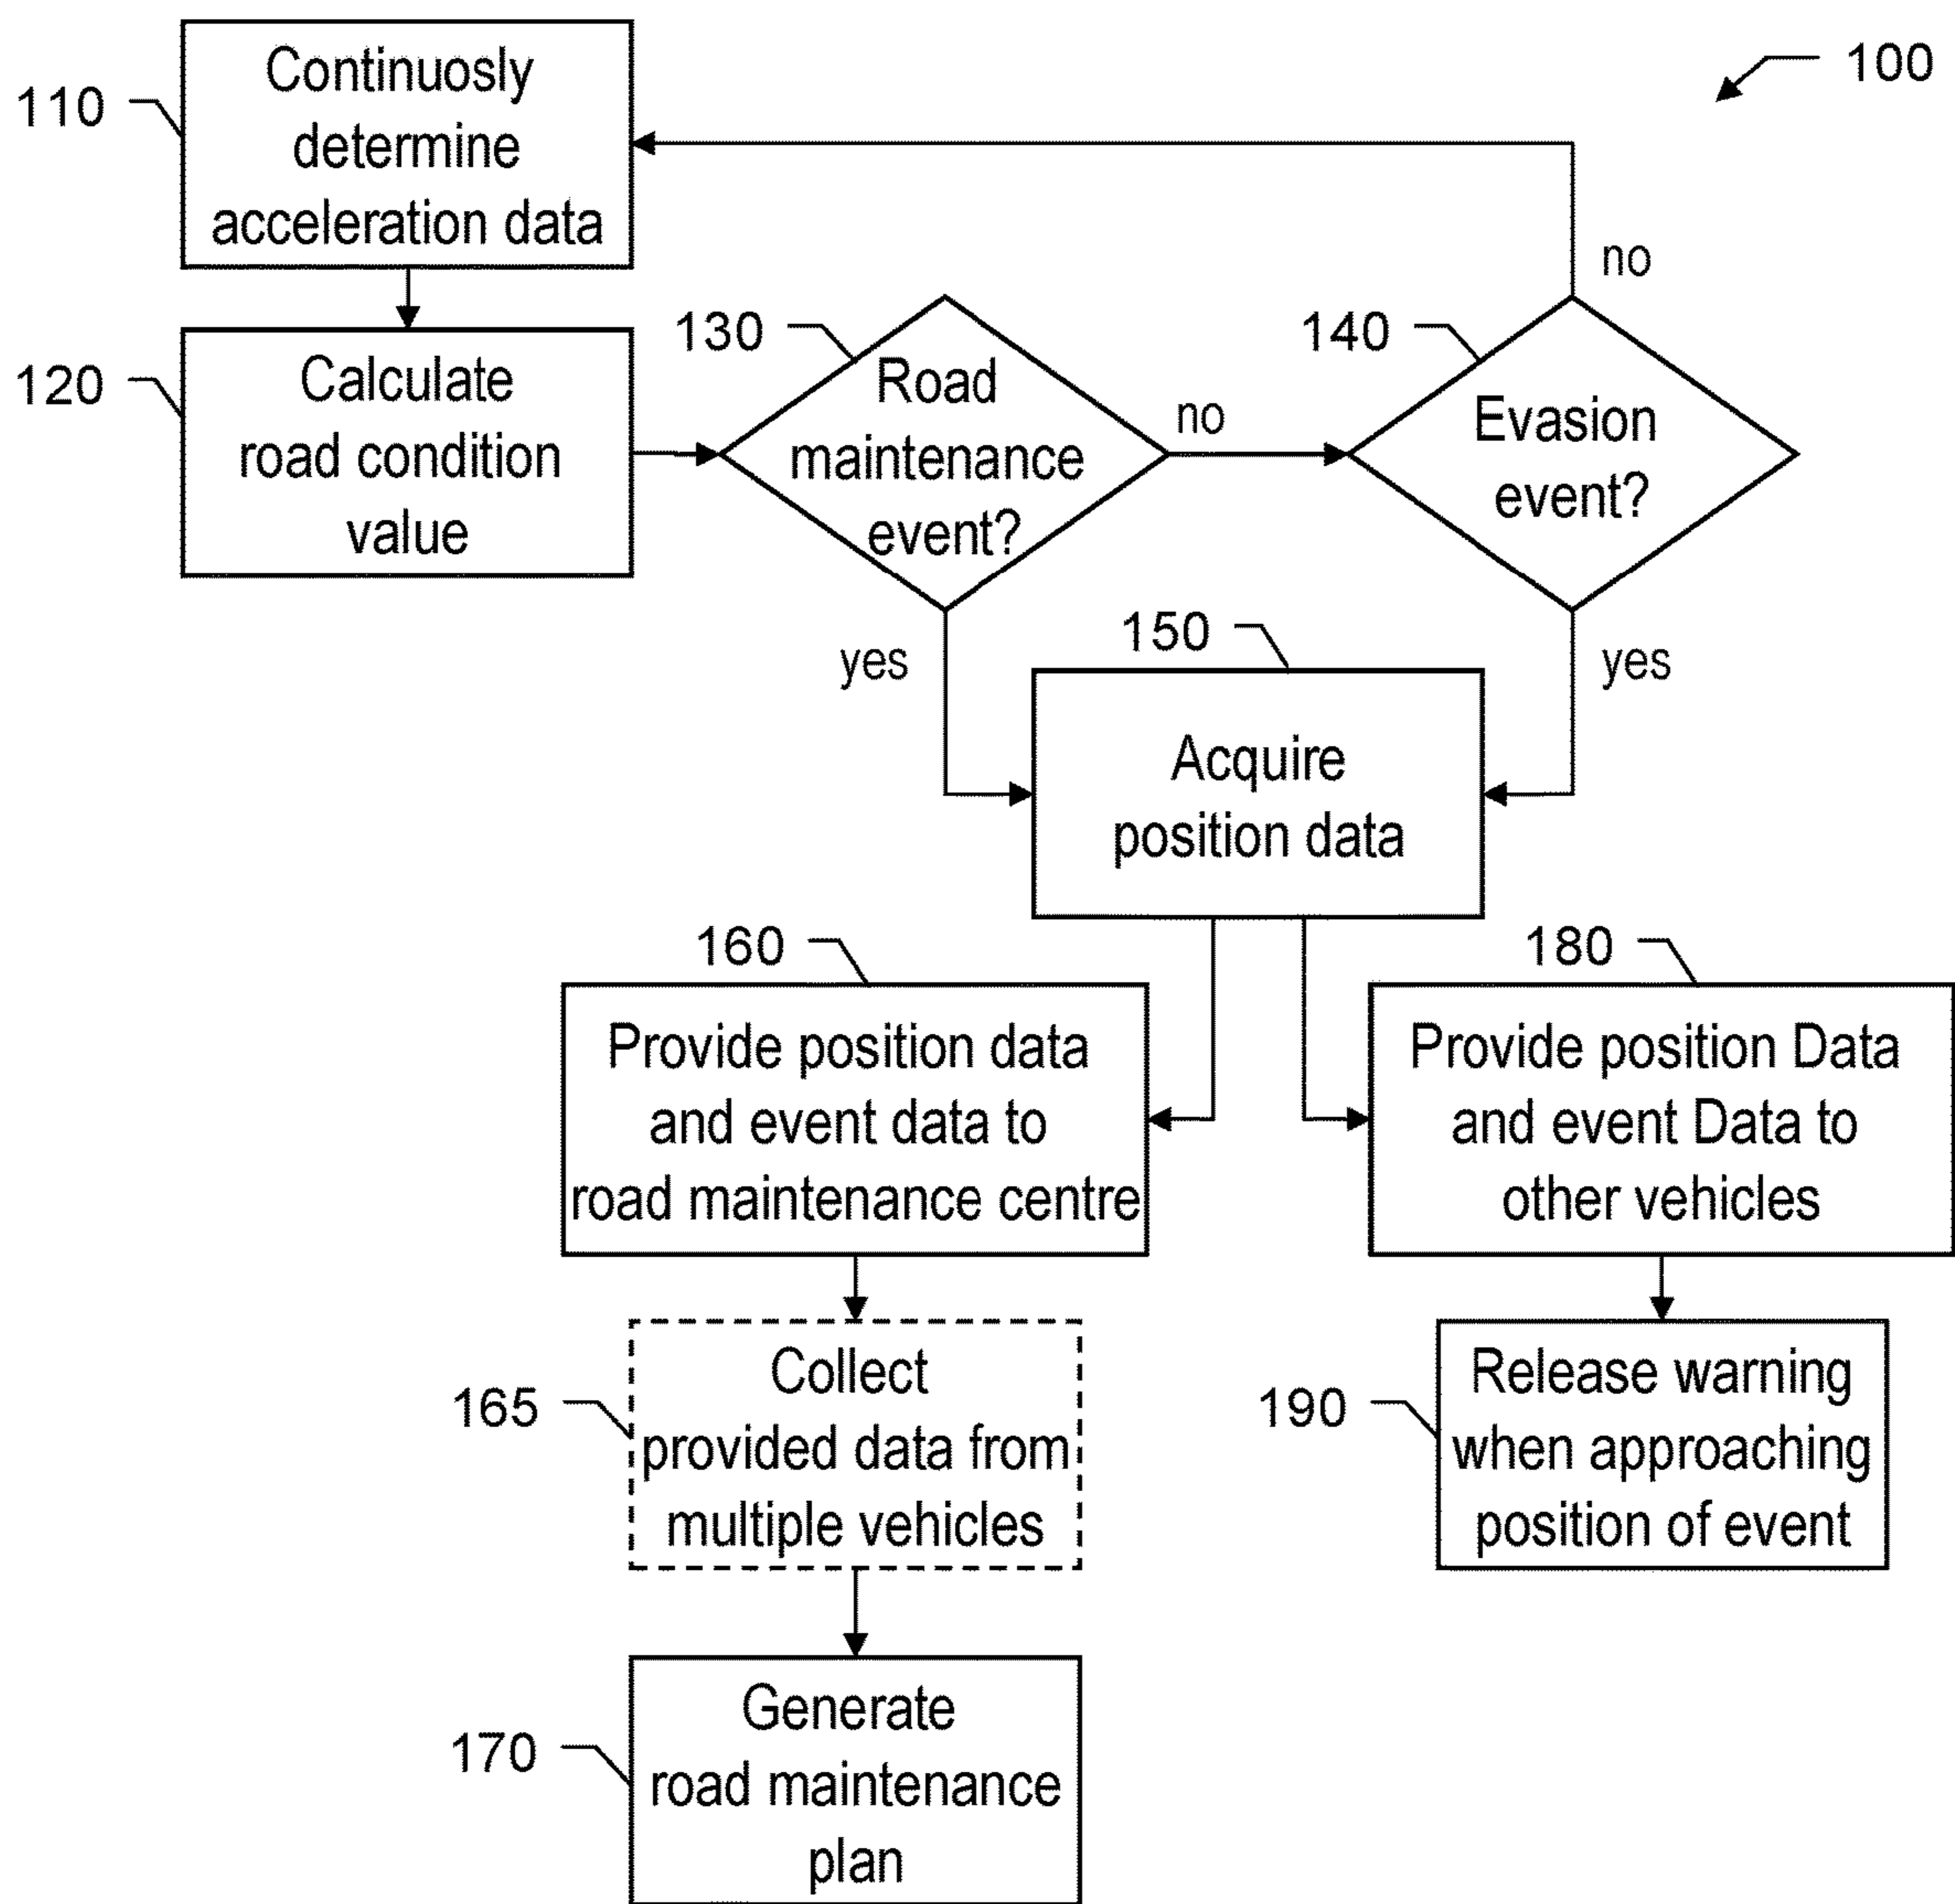 100
110
Continuosly
determine
acceleration data
120
Calculate
road condition
value
130
Road
maintenance
event?
no
yes
140
Evasion
event?
no
yes
150
Acquire
position data
160
Provide position data
and event data to
road maintenance centre
180
Provide position Data
and event Data to
other vehicles
165
Collect
provided data from
multiple vehicles
190
Release warning
when approaching
position of event
170
Generate
road maintenance
plan